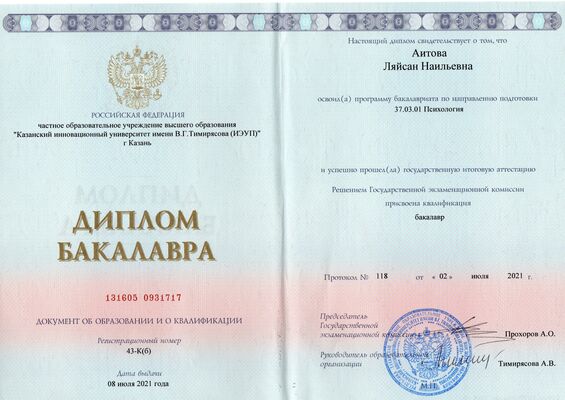 РОССИЙСКАЯ ФЕДЕРАЦИЯ
частное образовательное учреждение высшего образования
"Казанский инновационный университет имени В.Г.Тимирясова (ИЭУП)"
г Казань
ДИПЛОМ
БАКАЛАВРА
131605 0931717
ДОКУМЕНТ ОБ ОБРАЗОВАНИИ И О КВАЛИФИКАЦИИ
Регистрационный номер
43-К(б)
Дата выдачи
08 июля 2021 года
Настоящий диплом свидетельствует о том, что
Аитова
Ляйсан Наильевна
освоил(а) программу бакалавриата по направлению подготовки
37.03.01 Психология
и успешно прошел(ла) государственную итоговую аттестацию
Решением Государственной экзаменационной комиссии
присвоена квалификация
бакалавр
Протокол № 118 от « 02 » июля 2021 г.
Председатель
Государственной
экзаменационной комиссии Прохоров А.О.
Руководитель образовательной
организации Тимирясова А.В.
М.П.